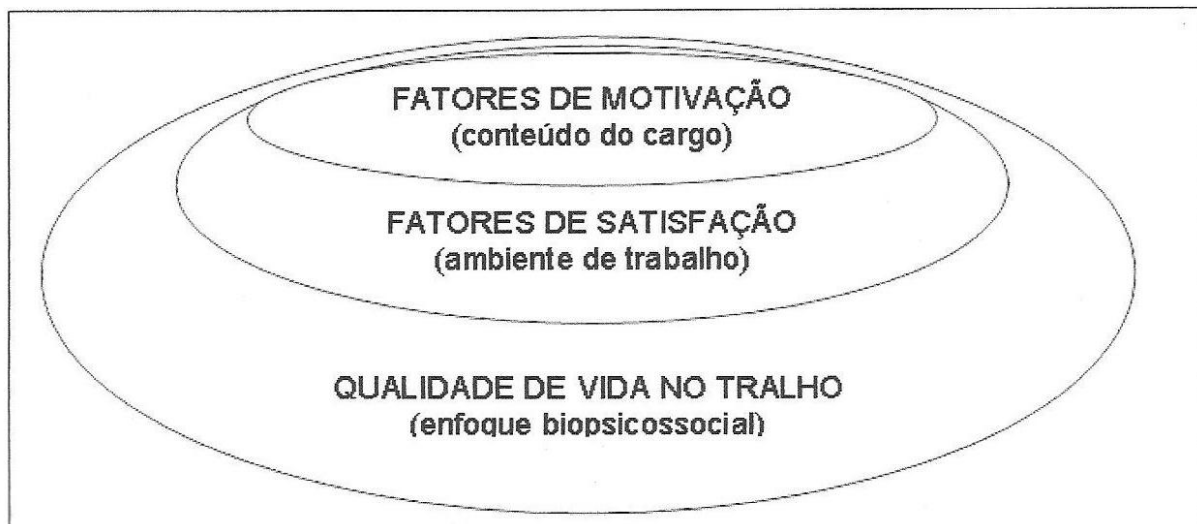 FATORES DE MOTIVAÇÃO
(conteúdo do cargo)
FATORES DE SATISFAÇÃO
(ambiente de trabalho)
QUALIDADE DE VIDA NO TRALHO
(enfoque biopsicossocial)